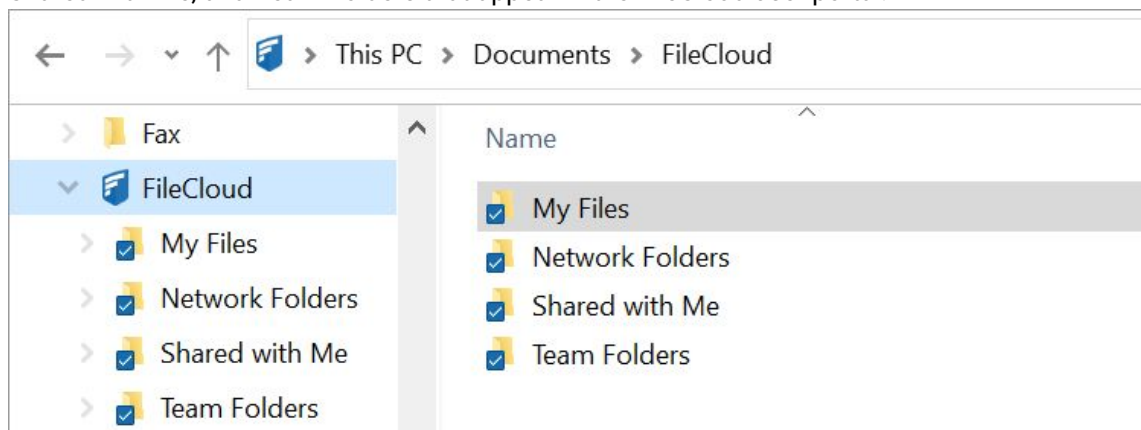 This PC > Documents > FileCloud
Fax
FileCloud
My Files
Network Folders
Shared with Me
Team Folders
Name
My Files
Network Folders
Shared with Me
Team Folders